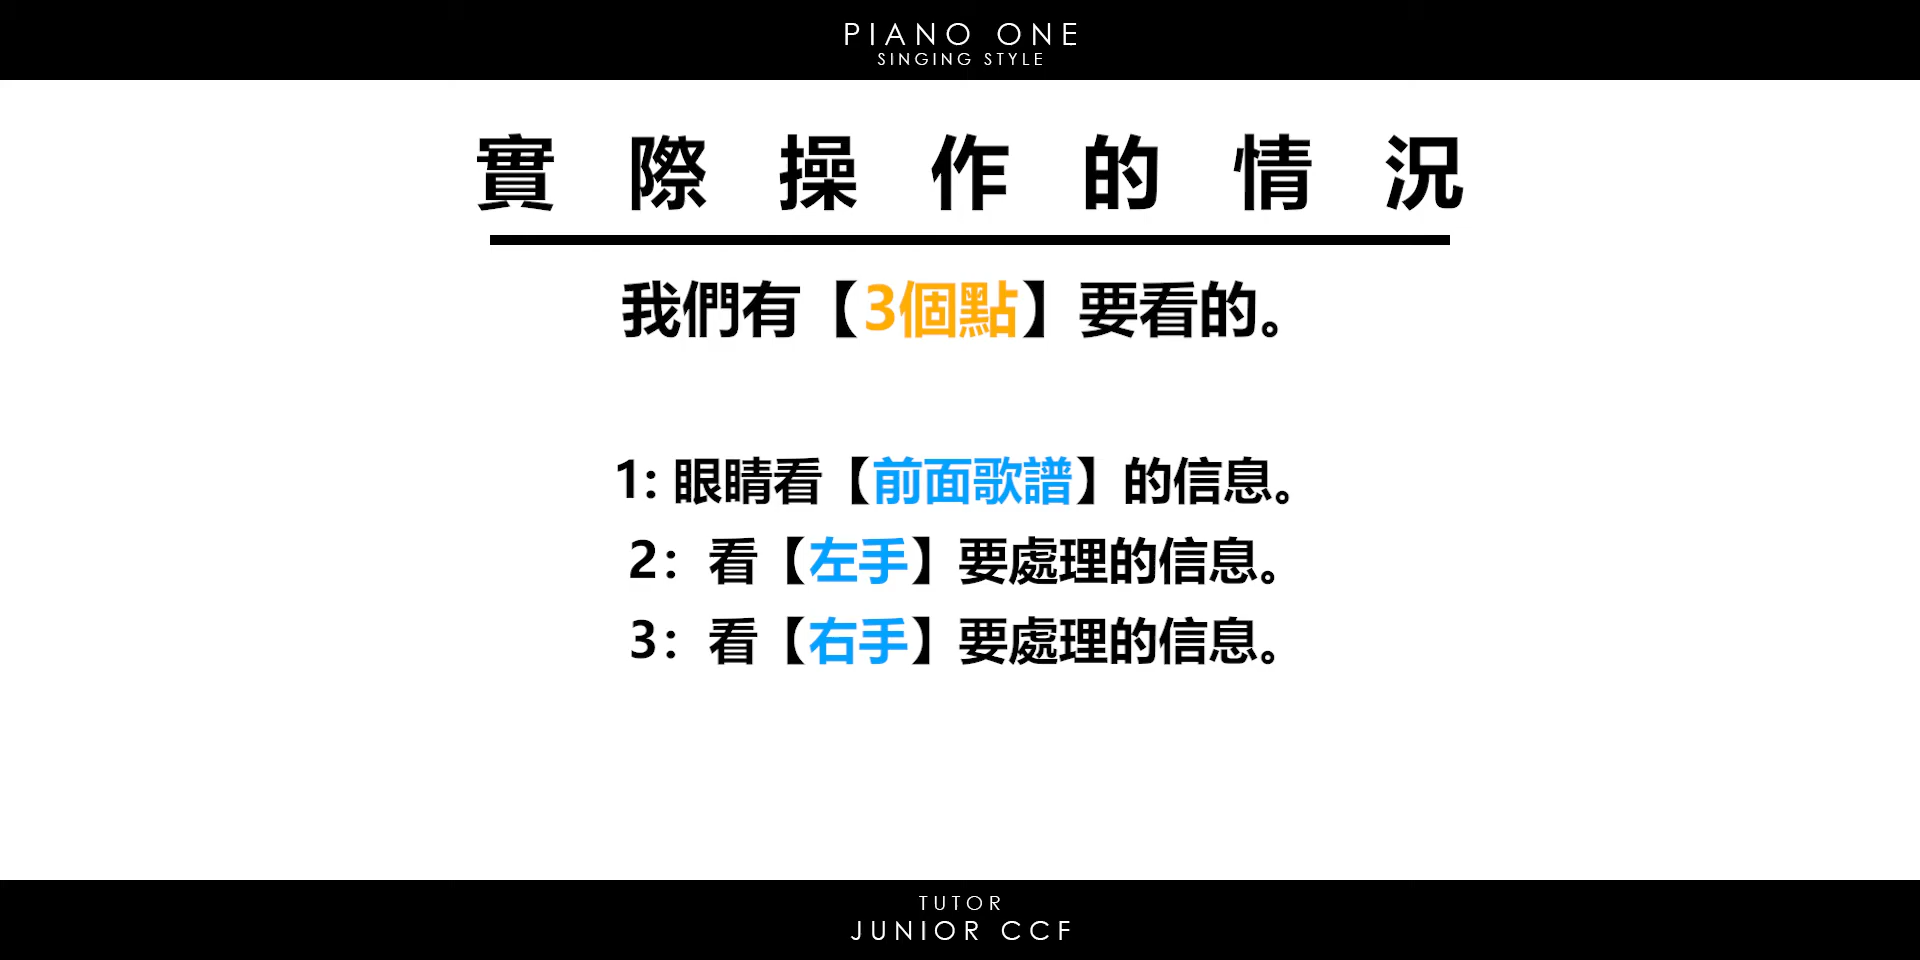 PIANO ONE
SINGING STYLE
實際操作的情況
我們有【3個點】要看的。
1: 眼睛看【前面歌譜】的信息。
2：看【左手】要處理的信息。
3：看【右手】要處理的信息。
TUTOR
JUNIOR CCF